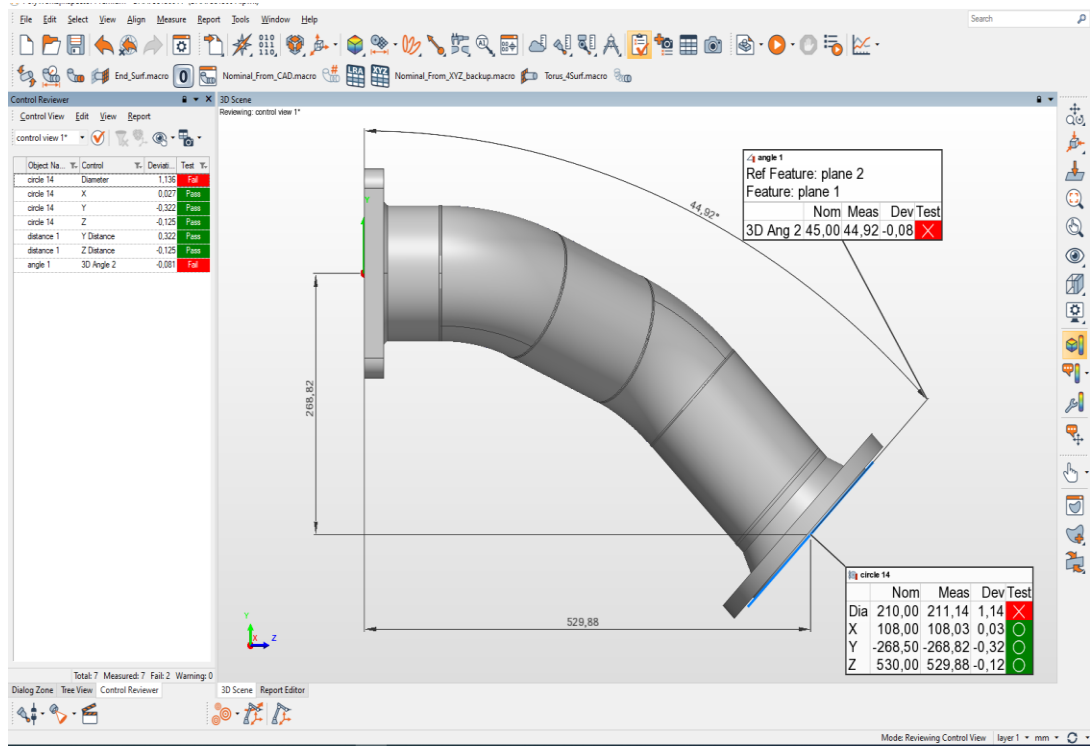 File Edit Select View Align Measure Report Tools Window Help
Search
End_Surf.macro 0 Nominal_From_CAD.macro LRA XYZ Nominal_From_XYZ_backup.macro Torus_4Surf.macro
Control Reviewer
3D Scene
Control View Edit View Report
Reviewing: control view 1*
control view 1*
Object Na... Control Deviati... Test
circle 14 Diameter 1,136 Fail
circle 14 X 0,027 Pass
circle 14 Y -0,322 Pass
circle 14 Z -0,125 Pass
distance 1 Y Distance 0,322 Pass
distance 1 Z Distance -0,125 Pass
angle 1 3D Angle 2 -0,081 Fail
angle 1
Ref Feature: plane 2
Feature: plane 1
Nom Meas Dev Test
3D Ang 2 45,00 44,92 -0,08
44,92°
Y
268,82
529,88
circle 14
Nom Meas Dev Test
Dia 210,00 211,14 1,14
X 108,00 108,03 0,03
Y -268,50 -268,82 -0,32
Z 530,00 529,88 -0,12
Y
X Z
Total: 7 Measured: 7 Fail: 2 Warning: 0
Dialog Zone Tree View Control Reviewer
3D Scene Report Editor
Mode: Reviewing Control View layer 1 mm